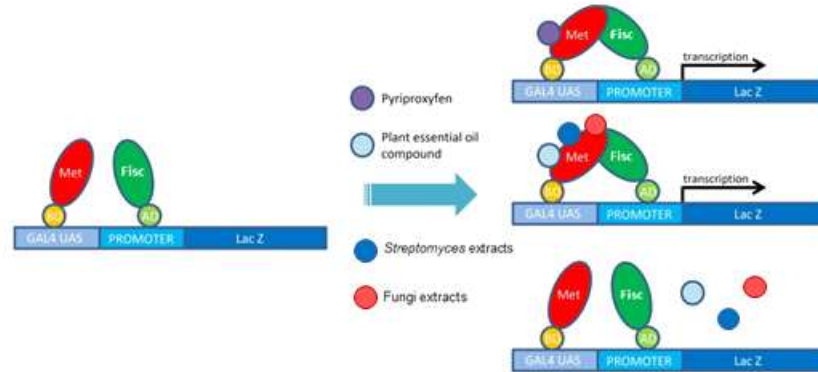 Met Fisc
BD AD
GAL4 UAS PROMOTER Lac Z
Pyriproxyfen
Plant essential oil
compound
Streptomyces extracts
Fungi extracts
Met Fisc
transcription
BD AD
GAL4 UAS PROMOTER Lac Z
Met Fisc
transcription
BD AD
GAL4 UAS PROMOTER Lac Z
Met Fisc
BD AD
GAL4 UAS PROMOTER Lac Z